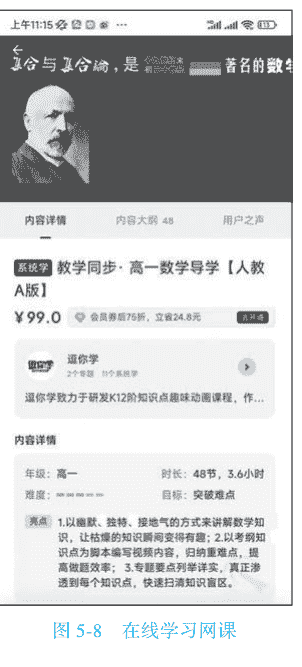 上午11:15
集合与集合论，是
著名的数
内容详情
内容大纲 48
用户之声
系统学 教学同步·高一数学导学【人教
A版】
¥99.0 会员券后75折，立省24.8元
逗你学
2个专题 11个系统学
逗你学致力于研发K12阶知识点趣味动画课程，作...
内容详情
年级：高一 时长：48节，3.6小时
难度： 目标：突破难点
亮点 1.以幽默、独特、接地气的方式来讲解数学知
识，让枯燥的知识瞬间变得有趣；2.以考纲知
识点为脚本编写视频内容，归纳重难点，提
高做题效率；3.专题要点列举详实，真正渗
透到每个知识点，快速扫清知识盲区。
图 5-8 在线学习网课